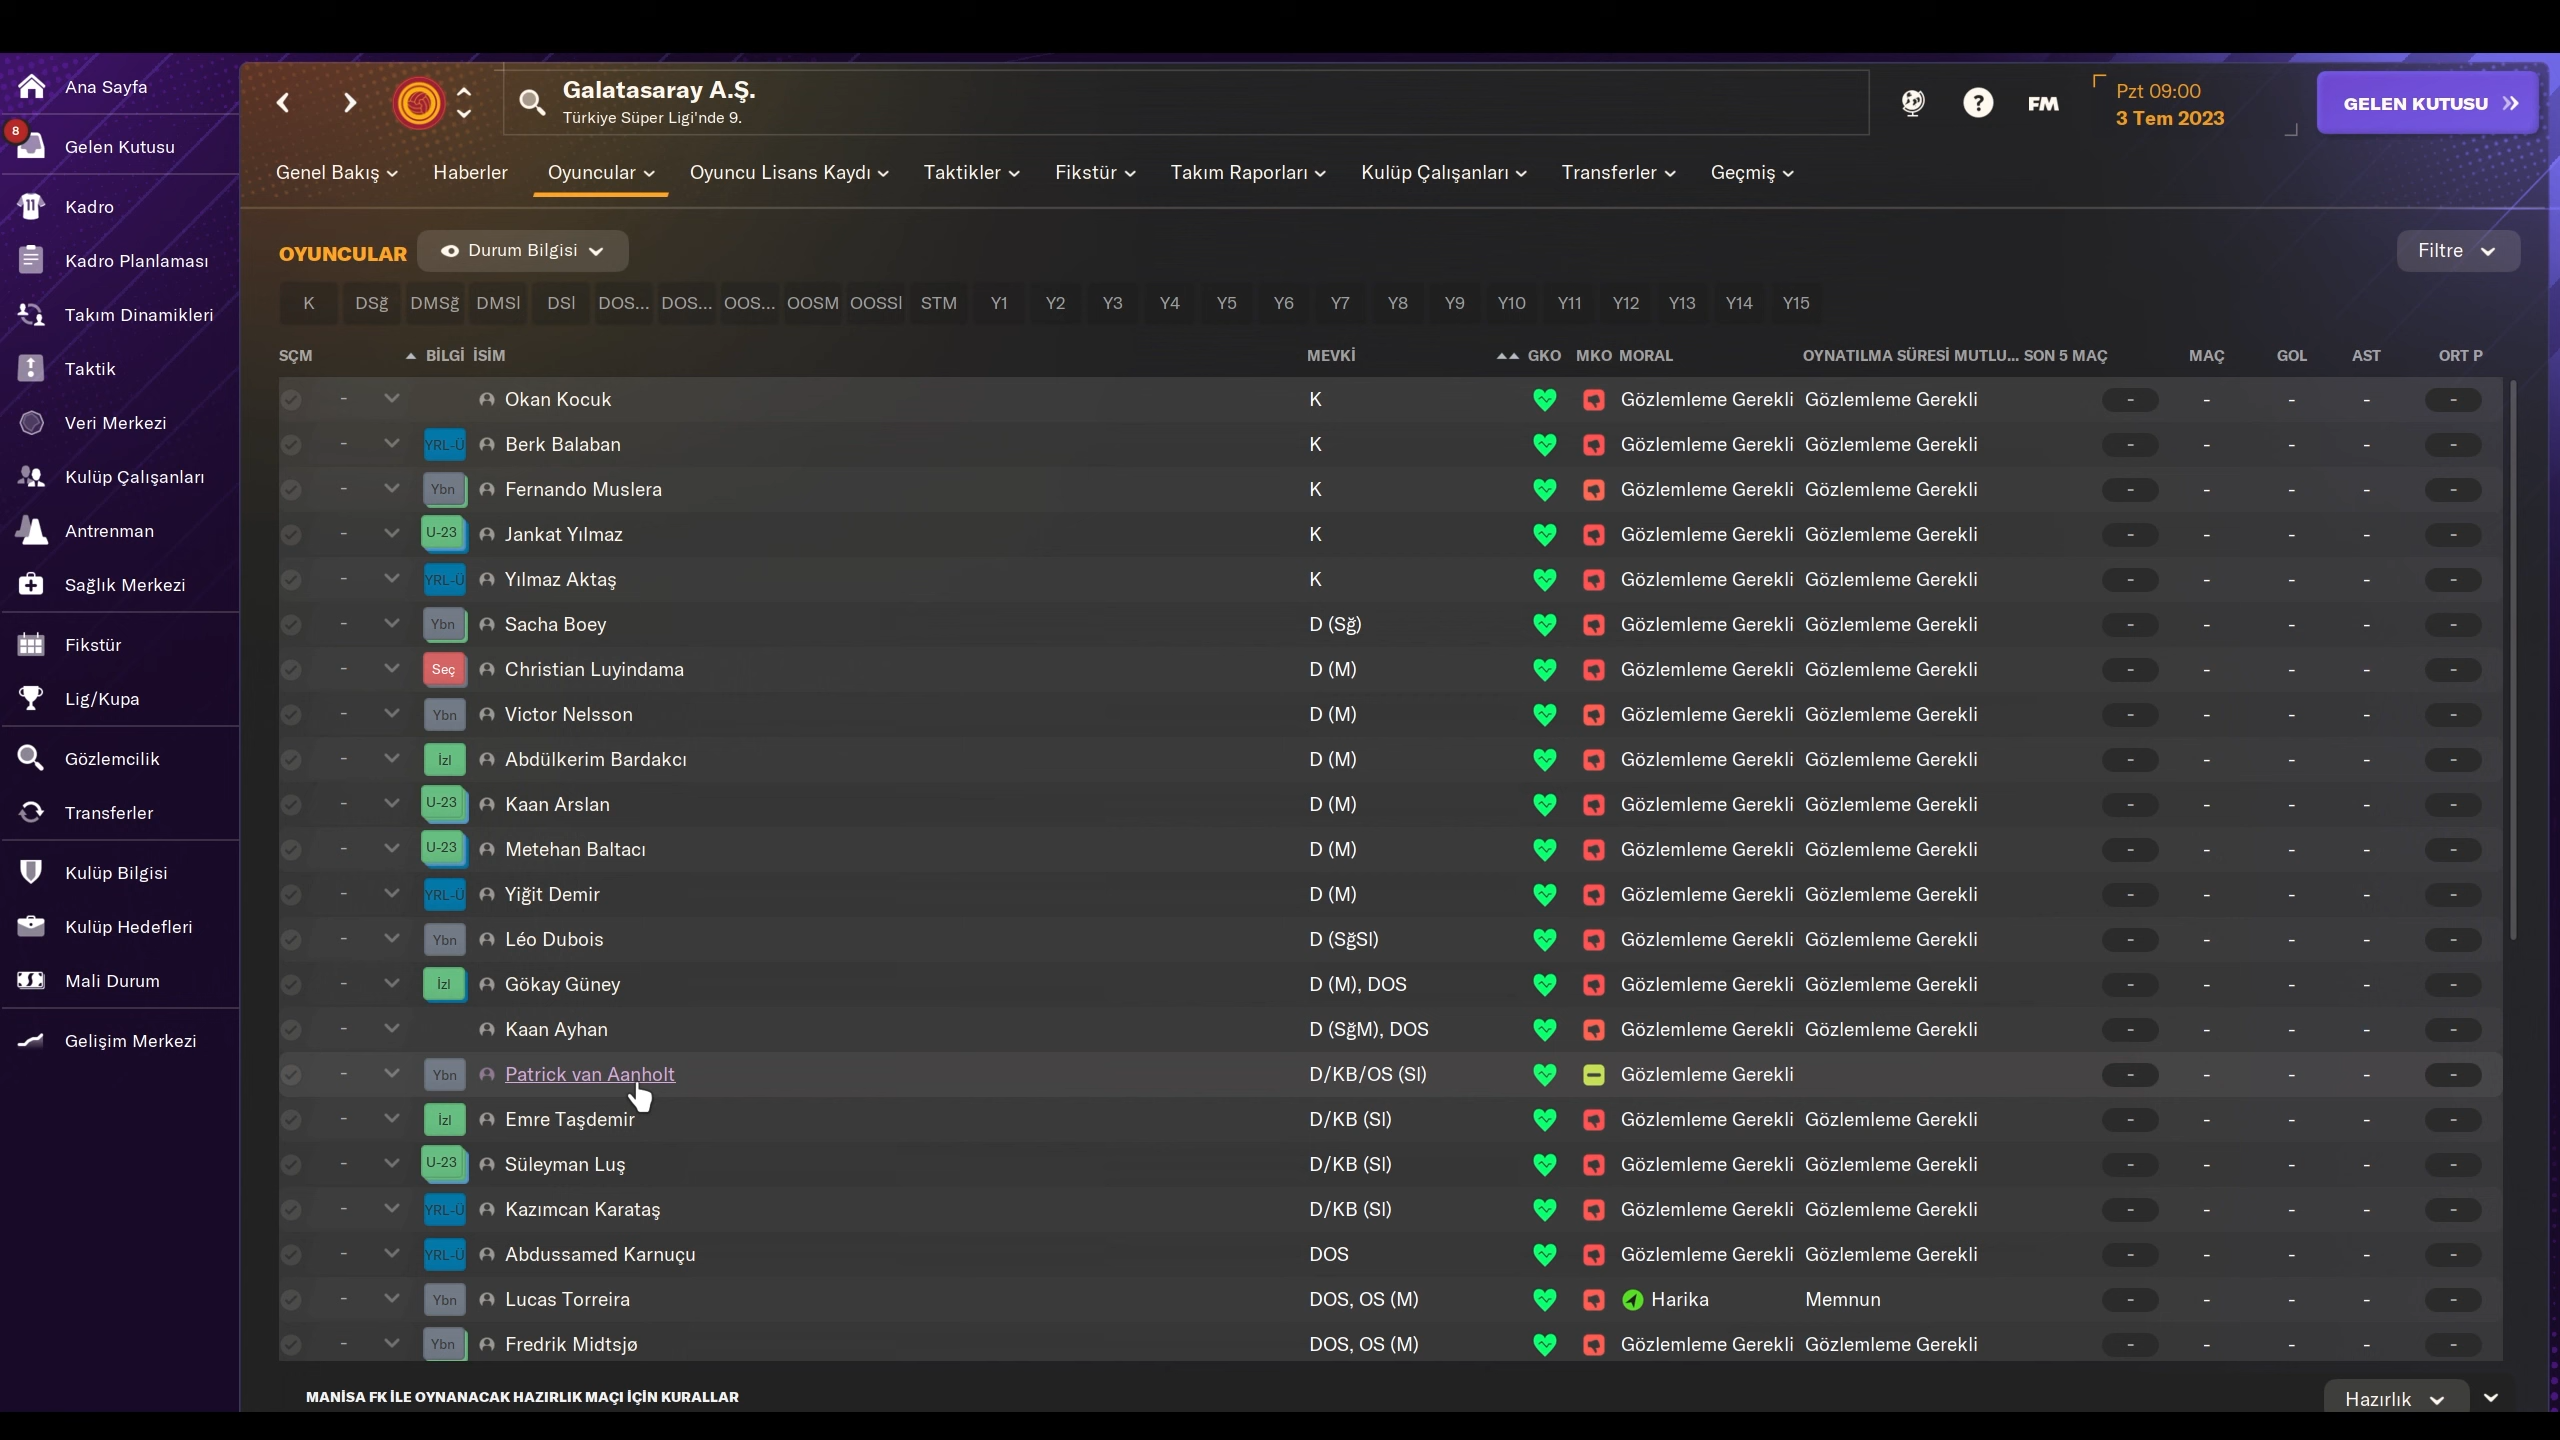 Ana Sayfa
8
Gelen Kutusu
Kadro
Kadro Planlaması
Takım Dinamikleri
Taktik
Veri Merkezi
Kulüp Çalışanları
Antrenman
Sağlık Merkezi
Fikstür
Lig/Kupa
Gözlemcilik
Transferler
Kulüp Bilgisi
Kulüp Hedefleri
Mali Durum
Gelişim Merkezi
Galatasaray A.Ş.
Türkiye Süper Ligi'nde 9.
FM
Pzt 09:00
3 Tem 2023
GELEN KUTUSU
Genel Bakış Haberler Oyuncular Oyuncu Lisans Kaydı Taktikler Fikstür Takım Raporları Kulüp Çalışanları Transferler Geçmiş
OYUNCULAR Durum Bilgisi Filtre
K DSğ DMSğ DMSl DSl DOS... DOS... OOS... OOSM OOSSl STM Y1 Y2 Y3 Y4 Y5 Y6 Y7 Y8 Y9 Y10 Y11 Y12 Y13 Y14 Y15
SÇM BİLGİ İSİM MEVKİ GKO MKO MORAL OYNATILMA SÜRESİ MUTLU... SON 5 MAÇ MAÇ GOL AST ORT P
- Okan Kocuk K Gözlemleme Gerekli Gözlemleme Gerekli - - - - -
- YRL-Ü Berk Balaban K Gözlemleme Gerekli Gözlemleme Gerekli - - - - -
- Ybn Fernando Muslera K Gözlemleme Gerekli Gözlemleme Gerekli - - - - -
- U-23 Jankat Yılmaz K Gözlemleme Gerekli Gözlemleme Gerekli - - - - -
- YRL-Ü Yılmaz Aktaş K Gözlemleme Gerekli Gözlemleme Gerekli - - - - -
- Ybn Sacha Boey D (Sğ) Gözlemleme Gerekli Gözlemleme Gerekli - - - - -
- Seç Christian Luyindama D (M) Gözlemleme Gerekli Gözlemleme Gerekli - - - - -
- Ybn Victor Nelsson D (M) Gözlemleme Gerekli Gözlemleme Gerekli - - - - -
- İzl Abdülkerim Bardakcı D (M) Gözlemleme Gerekli Gözlemleme Gerekli - - - - -
- U-23 Kaan Arslan D (M) Gözlemleme Gerekli Gözlemleme Gerekli - - - - -
- U-23 Metehan Baltacı D (M) Gözlemleme Gerekli Gözlemleme Gerekli - - - - -
- YRL-Ü Yiğit Demir D (M) Gözlemleme Gerekli Gözlemleme Gerekli - - - - -
- Ybn Léo Dubois D (SğSl) Gözlemleme Gerekli Gözlemleme Gerekli - - - - -
- İzl Gökay Güney D (M), DOS Gözlemleme Gerekli Gözlemleme Gerekli - - - - -
- Kaan Ayhan D (SğM), DOS Gözlemleme Gerekli Gözlemleme Gerekli - - - - -
- Ybn Patrick van Aanholt D/KB/OS (Sl) Gözlemleme Gerekli - - - - -
- İzl Emre Taşdemir D/KB (Sl) Gözlemleme Gerekli Gözlemleme Gerekli - - - - -
- U-23 Süleyman Luş D/KB (Sl) Gözlemleme Gerekli Gözlemleme Gerekli - - - - -
- YRL-Ü Kazımcan Karataş D/KB (Sl) Gözlemleme Gerekli Gözlemleme Gerekli - - - - -
- YRL-Ü Abdussamed Karnuçu DOS Gözlemleme Gerekli Gözlemleme Gerekli - - - - -
- Ybn Lucas Torreira DOS, OS (M) Harika Memnun - - - - -
- Ybn Fredrik Midtsjø DOS, OS (M) Gözlemleme Gerekli Gözlemleme Gerekli - - - - -
MANİSA FK İLE OYNANACAK HAZIRLIK MAÇI İÇİN KURALLAR Hazırlık